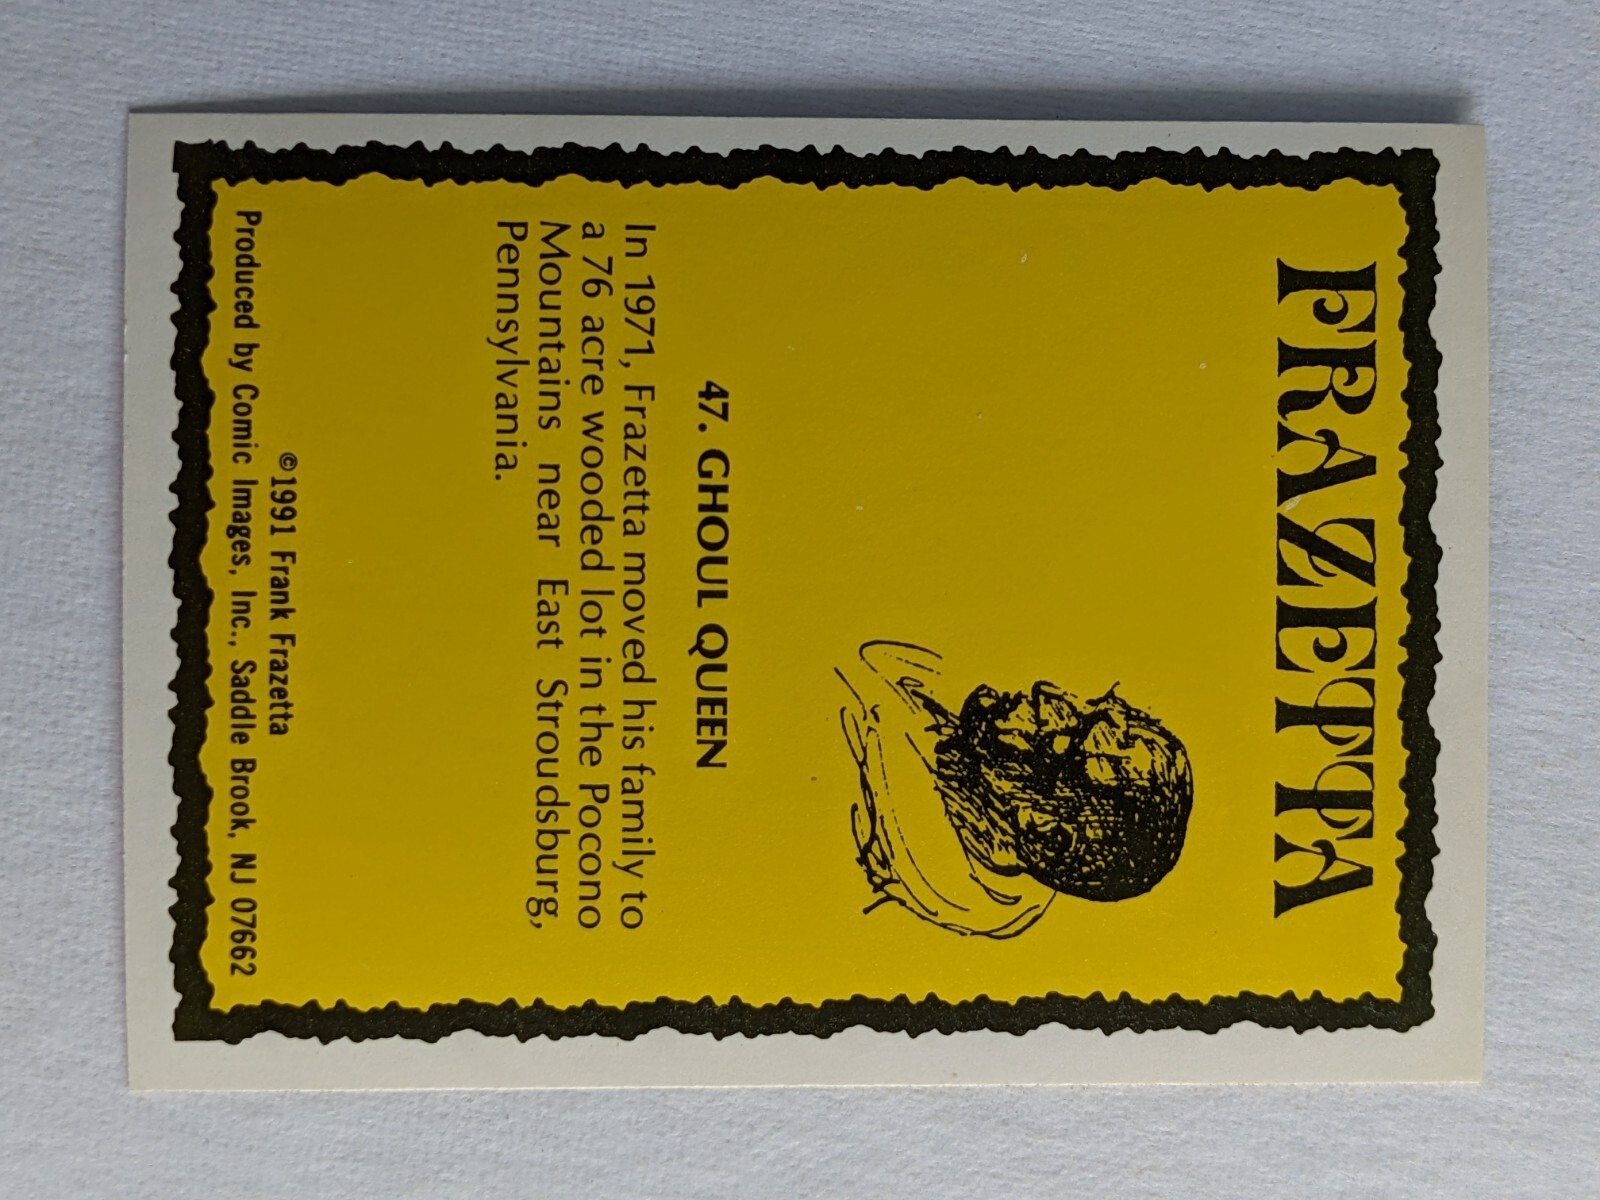 FRAZETTA
47. GHOUL QUEEN
In 1971, Frazetta moved his family to
a 76 acre wooded lot in the Pocono
Mountains near East Stroudsburg,
Pennsylvania.
©1991 Frank Frazetta
Produced by Comic Images, Inc., Saddle Brook, NJ 07662